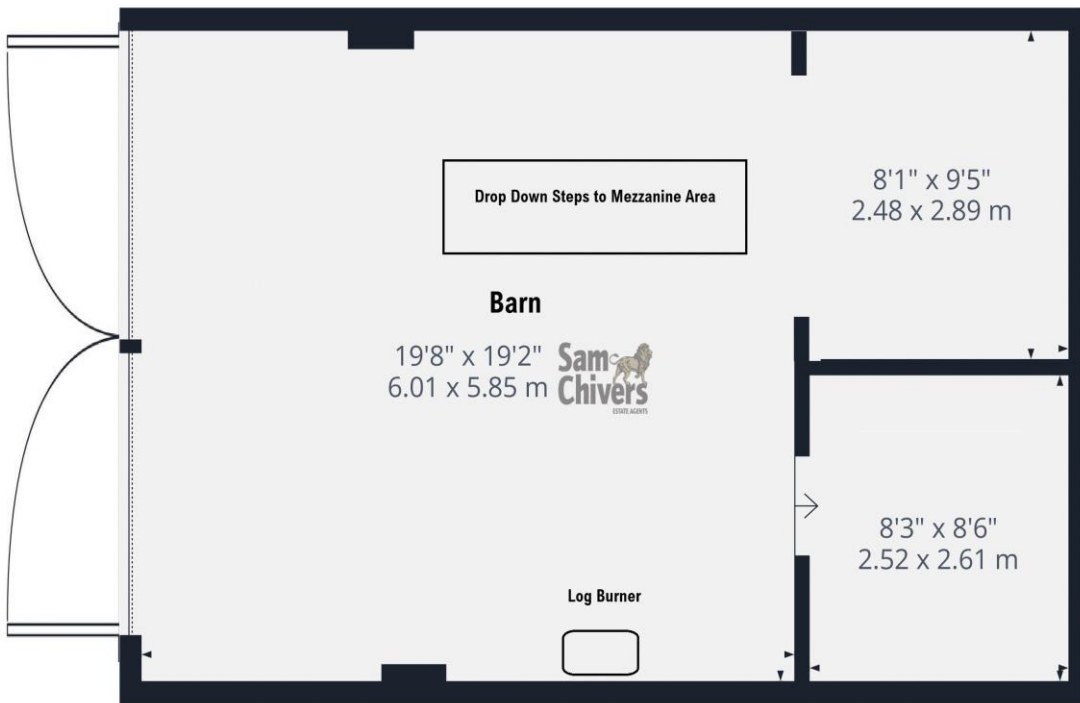 Drop Down Steps to Mezzanine Area
8'1" x 9'5"
2.48 x 2.89 m
Barn
19'8" x 19'2"
6.01 x 5.85 m
Sam
Chivers
ESTATE AGENTS
8'3" x 8'6"
2.52 x 2.61 m
Log Burner